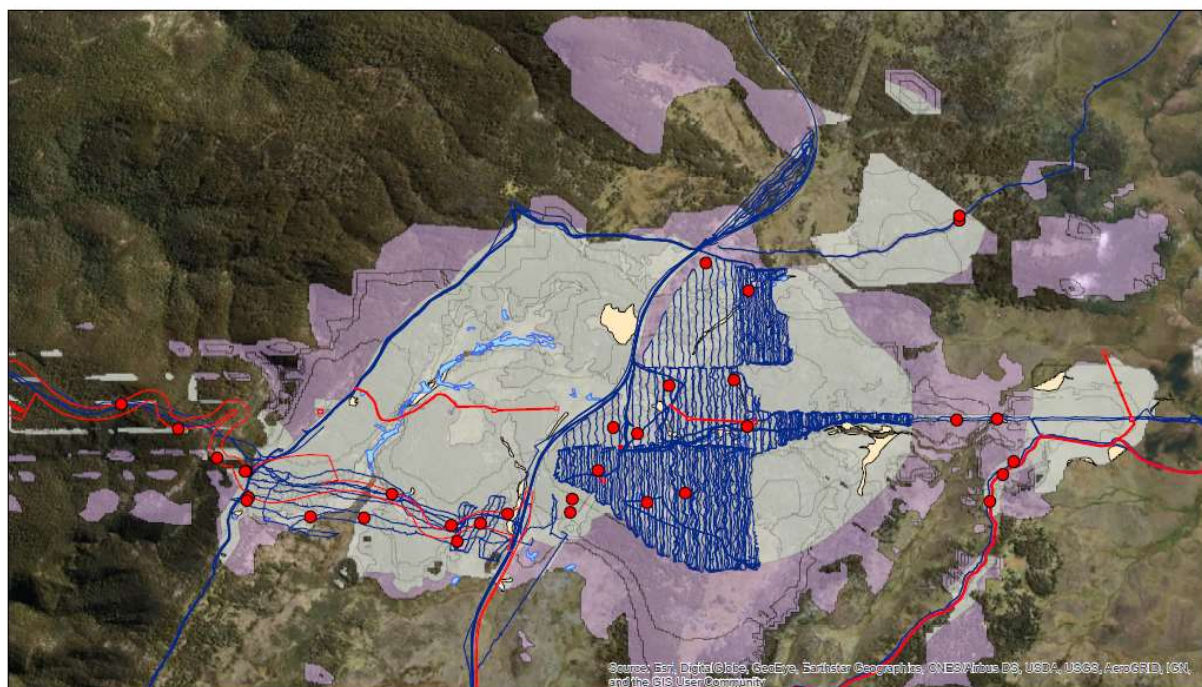 Source: Esri, DigitalGlobe, GeoEye, Earthstar Geographics, CNES/Airbus DS, USDA, USGS, AeroGRID, IGN,
and the GIS User Community